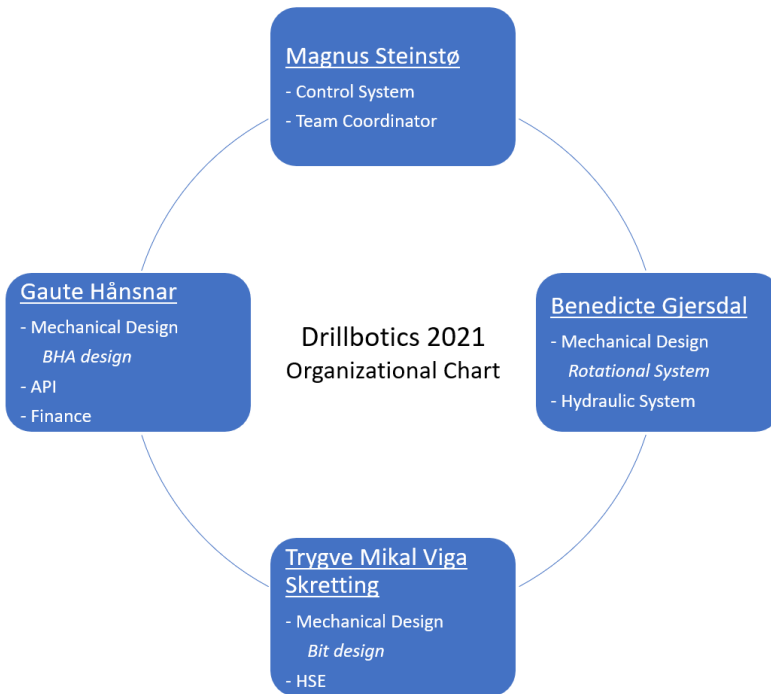 Magnus Steinstø
- Control System
- Team Coordinator
Gaute Hånsnar
- Mechanical Design
BHA design
- API
- Finance
Drillbotics 2021
Organizational Chart
Benedicte Gjersdal
- Mechanical Design
Rotational System
- Hydraulic System
Trygve Mikal Viga
Skretting
- Mechanical Design
Bit design
- HSE